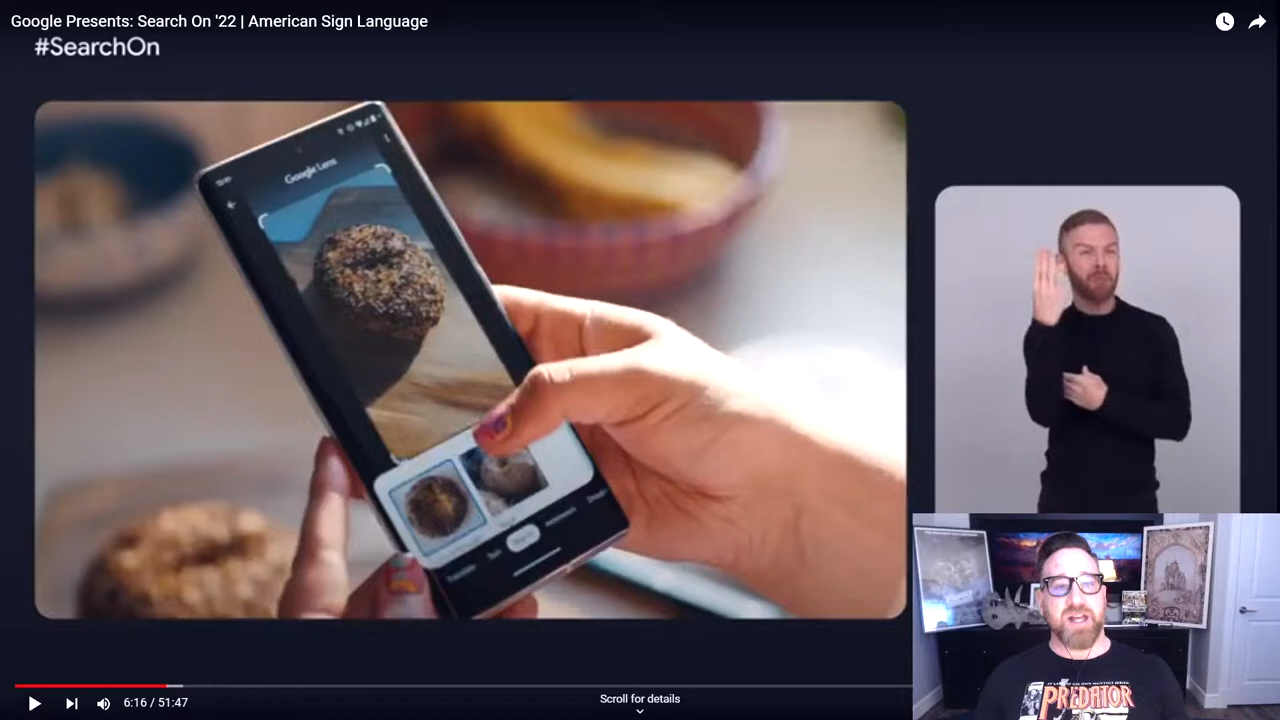 Google Presents: Search On '22 | American Sign Language
#SearchOn
Google Lens
PREDATOR
6:16 / 51:47
Scroll for details